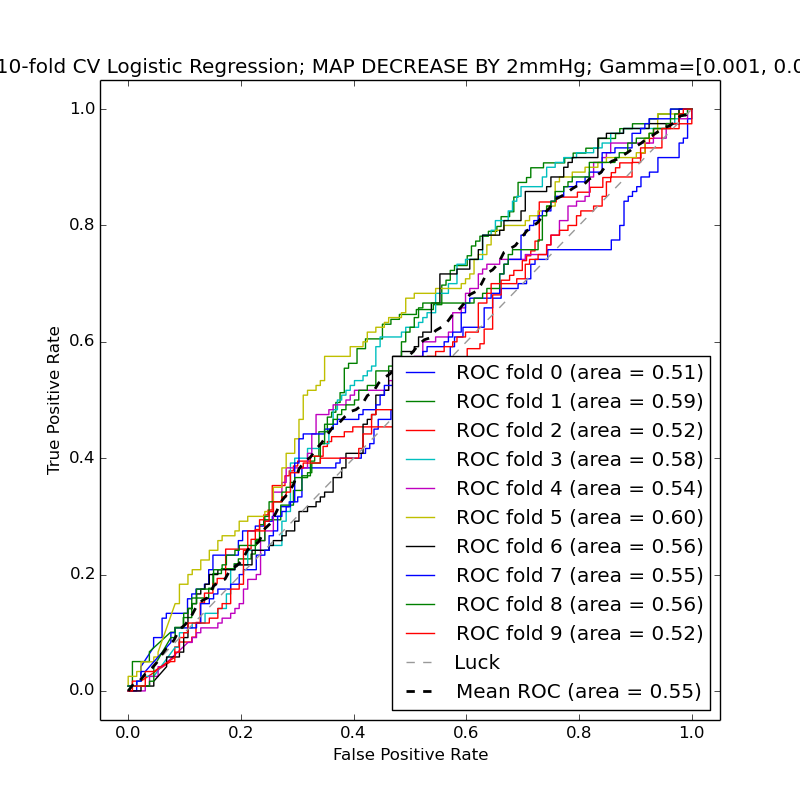 10-fold CV Logistic Regression; MAP DECREASE BY 2mmHg; Gamma=[0.001, 0.0
1.0
0.8
0.6
0.4
0.2
0.0
True Positive Rate
ROC fold 0 (area = 0.51)
ROC fold 1 (area = 0.59)
ROC fold 2 (area = 0.52)
ROC fold 3 (area = 0.58)
ROC fold 4 (area = 0.54)
ROC fold 5 (area = 0.60)
ROC fold 6 (area = 0.56)
ROC fold 7 (area = 0.55)
ROC fold 8 (area = 0.56)
ROC fold 9 (area = 0.52)
Luck
Mean ROC (area = 0.55)
0.0 0.2 0.4 0.6 0.8 1.0
False Positive Rate